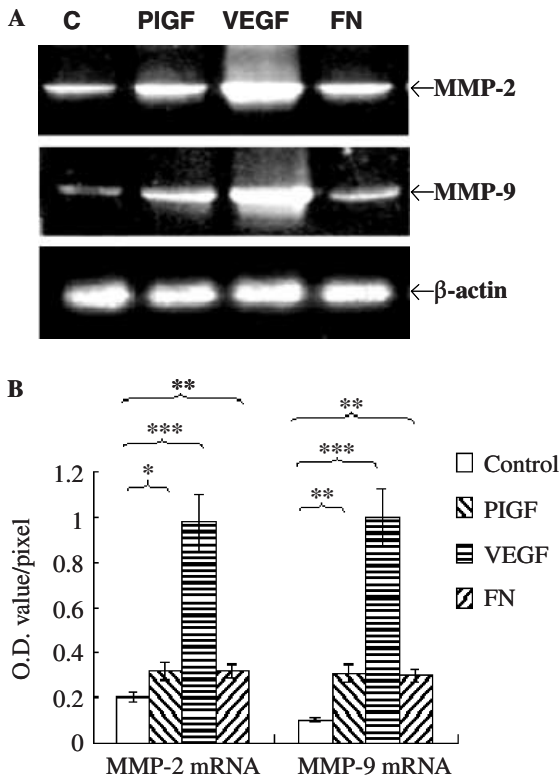 A
C PIGF VEGF FN
←MMP-2
←MMP-9
←β-actin
B
**
***
*
**
***
**
O.D. value/pixel
1.2
1
0.8
0.6
0.4
0.2
0
MMP-2 mRNA MMP-9 mRNA
Control
PIGF
VEGF
FN